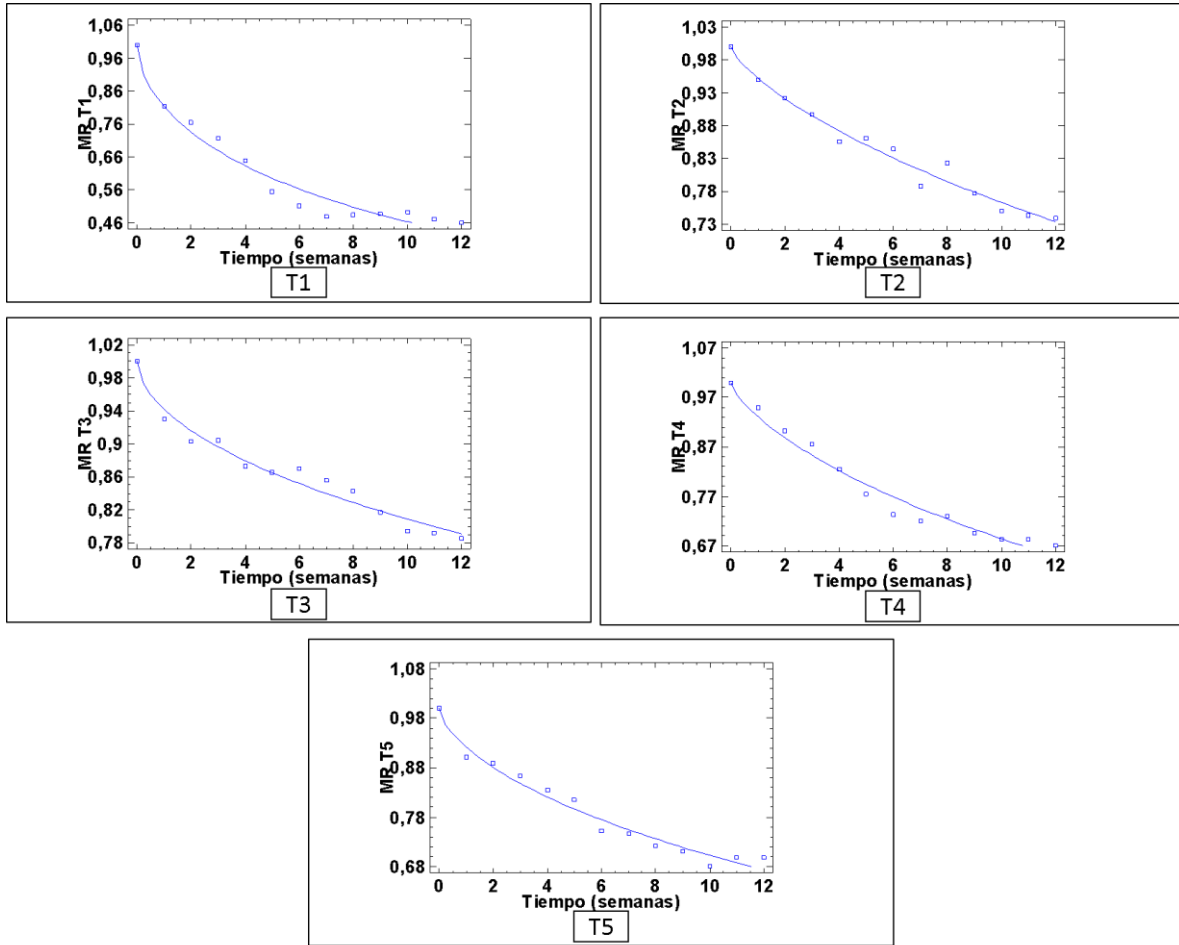 1,06
0,96
0,86
0,76
0,66
0,56
0,46
MR T1
0 2 4 6 8 10 12
Tiempo (semanas)
T1
1,03
0,98
0,93
0,88
0,83
0,78
0,73
MR T2
0 2 4 6 8 10 12
Tiempo (semanas)
T2
1,02
0,98
0,94
0,9
0,86
0,82
0,78
MR T3
0 2 4 6 8 10 12
Tiempo (semanas)
T3
1,07
0,97
0,87
0,77
0,67
MR T4
0 2 4 6 8 10 12
Tiempo (semanas)
T4
1,08
0,98
0,88
0,78
0,68
MR T5
0 2 4 6 8 10 12
Tiempo (semanas)
T5